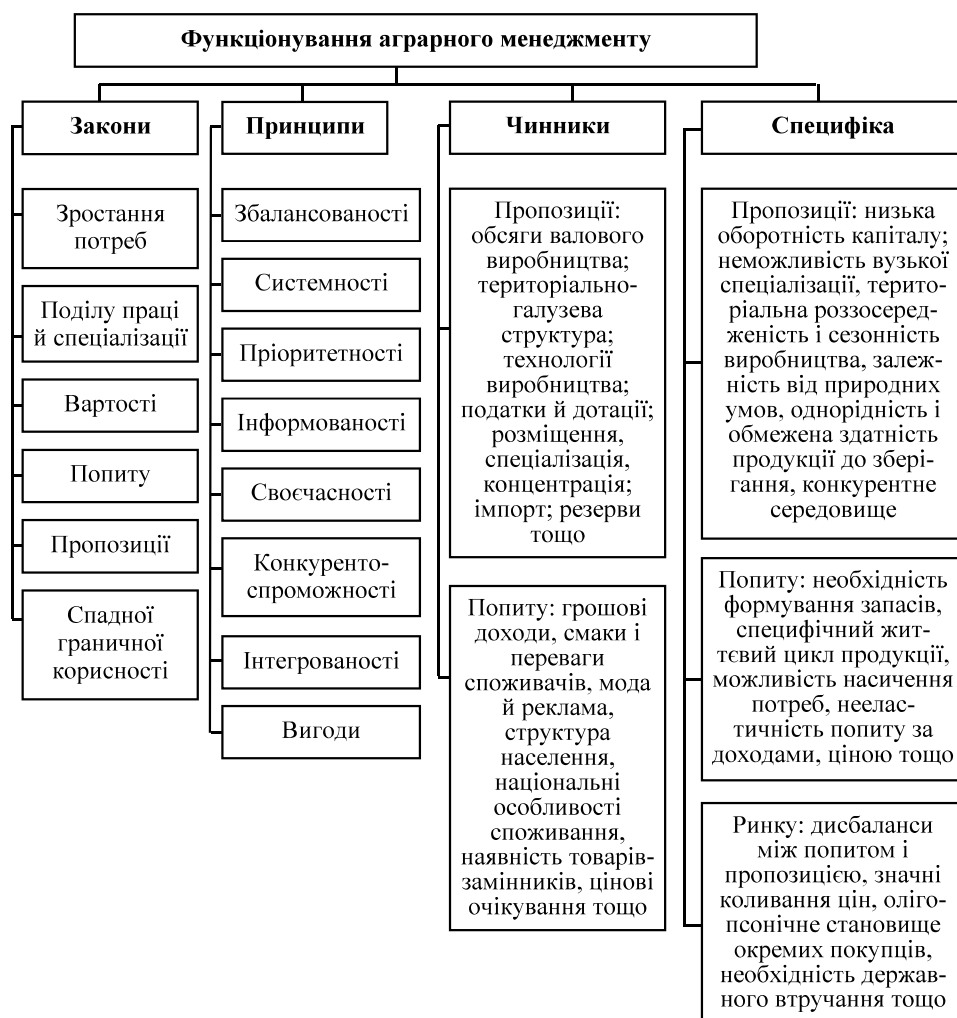 Функціонування аграрного менеджменту
Закони
Зростання
потреб
Поділу праці
й спеціалізації
Вартості
Попиту
Пропозиції
Спадної
граничної
корисності
Принципи
Збалансованості
Системності
Пріоритетності
Інформованості
Своєчасності
Конкуренто-
спроможності
Інтегрованості
Вигоди
Чинники
Пропозиції:
обсяги валового
виробництва;
територіально-
галузева
структура;
технології
виробництва;
податки й дотації;
розміщення,
спеціалізація,
концентрація;
імпорт; резерви
тощо
Попиту: грошові
доходи, смаки і
переваги
споживачів, мода
й реклама,
структура
населення,
національні
особливості
споживання,
наявність товарів-
замінників, цінові
очікування тощо
Специфіка
Пропозиції: низька
оборотність капіталу;
неможливість вузької
спеціалізації, терито-
ріальна роззосеред-
женість і сезонність
виробництва, залеж-
ність від природних
умов, однорідність і
обмежена здатність
продукції до збері-
гання, конкурентне
середовище
Попиту: необхідність
формування запасів,
специфічний жит-
тєвий цикл продукції,
можливість насичення
потреб, нееласс-
тичність попиту за
доходами, ціною тощо
Ринку: дисбаланси
між попитом і
пропозицією, значні
коливання цін, оліго-
псонічне становище
окремих покупців,
необхідність держав-
ного втручання тощо